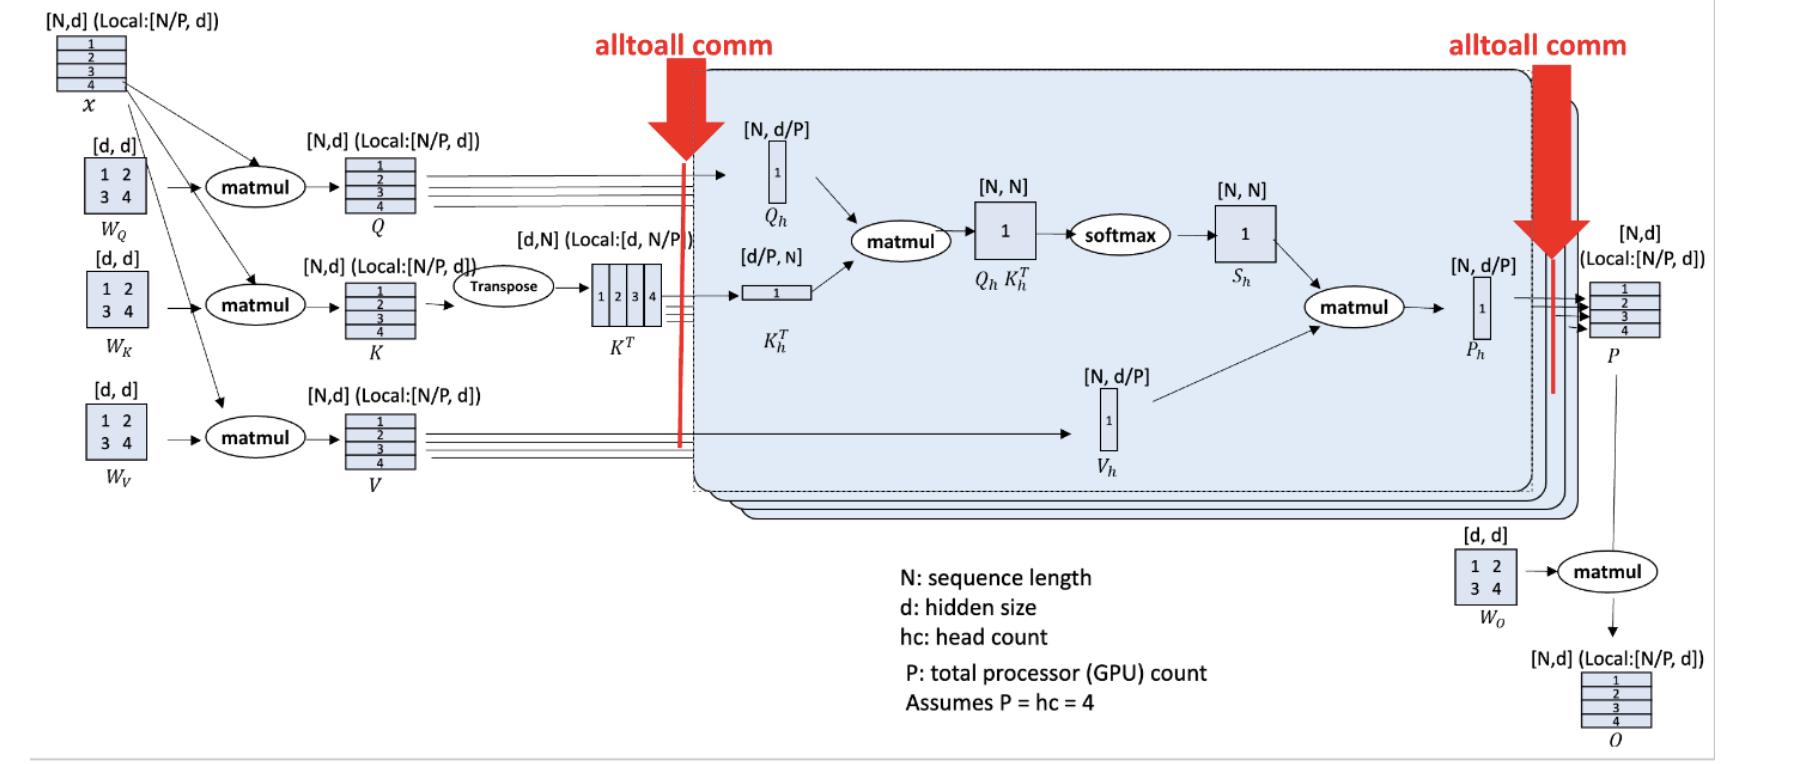 [N,d] (Local:[N/P, d])
1
2
3
4
x
alltoall comm
alltoall comm
[d, d]
1 2
3 4
W_Q
matmul
[N,d] (Local:[N/P, d])
1
2
3
4
Q
[d, d]
1 2
3 4
W_K
matmul
[N,d] (Local:[N/P, d])
1
2
3
4
K
Transpose
[d,N] (Local:[d, N/P])
1 2 3 4
K^T
[d, d]
1 2
3 4
W_V
matmul
[N,d] (Local:[N/P, d])
1
2
3
4
V
[N, d/P]
1
Q_h
[d/P, N]
1
K_h^T
matmul
[N, N]
1
Q_h K_h^T
softmax
[N, N]
1
S_h
[N, d/P]
1
V_h
matmul
[N, d/P]
1
P_h
[N,d]
(Local:[N/P, d])
1
2
3
4
P
[d, d]
1 2
3 4
W_O
matmul
[N,d] (Local:[N/P, d])
1
2
3
4
O
N: sequence length
d: hidden size
hc: head count
P: total processor (GPU) count
Assumes P = hc = 4